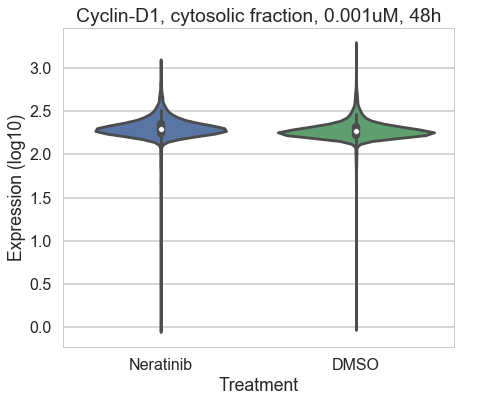 Cyclin-D1, cytosolic fraction, 0.001uM, 48h
Expression (log10)
3.0
2.5
2.0
1.5
1.0
0.5
0.0
Neratinib
DMSO
Treatment